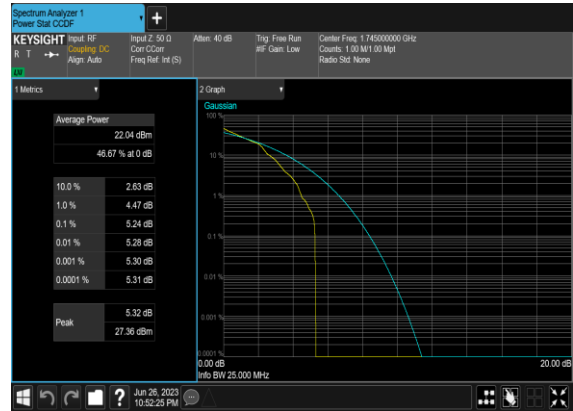 Spectrum Analyzer 1
Power Stat CCDF
KEYSIGHT
R T
LXI
Input: RF
Coupling: DC
Align: Auto
Input Z: 50 Ω
Corr CCorr
Freq Ref: Int (S)
Atten: 40 dB
Trig: Free Run
#IF Gain: Low
Center Freq: 1.745000000 GHz
Counts: 1.00 M/1.00 Mpt
Radio Std: None
1 Metrics
Average Power
22.04 dBm
46.67 % at 0 dB
10.0 % 2.63 dB
1.0 % 4.47 dB
0.1 % 5.24 dB
0.01 % 5.28 dB
0.001 % 5.30 dB
0.0001 % 5.31 dB
Peak
5.32 dB
27.36 dBm
2 Graph
Gaussian
100 %
10 %
1 %
0.1 %
0.01 %
0.001 %
0.0001 %
0.00 dB
20.00 dB
Info BW 25.000 MHz
?
Jun 26, 2023
10:52:25 PM